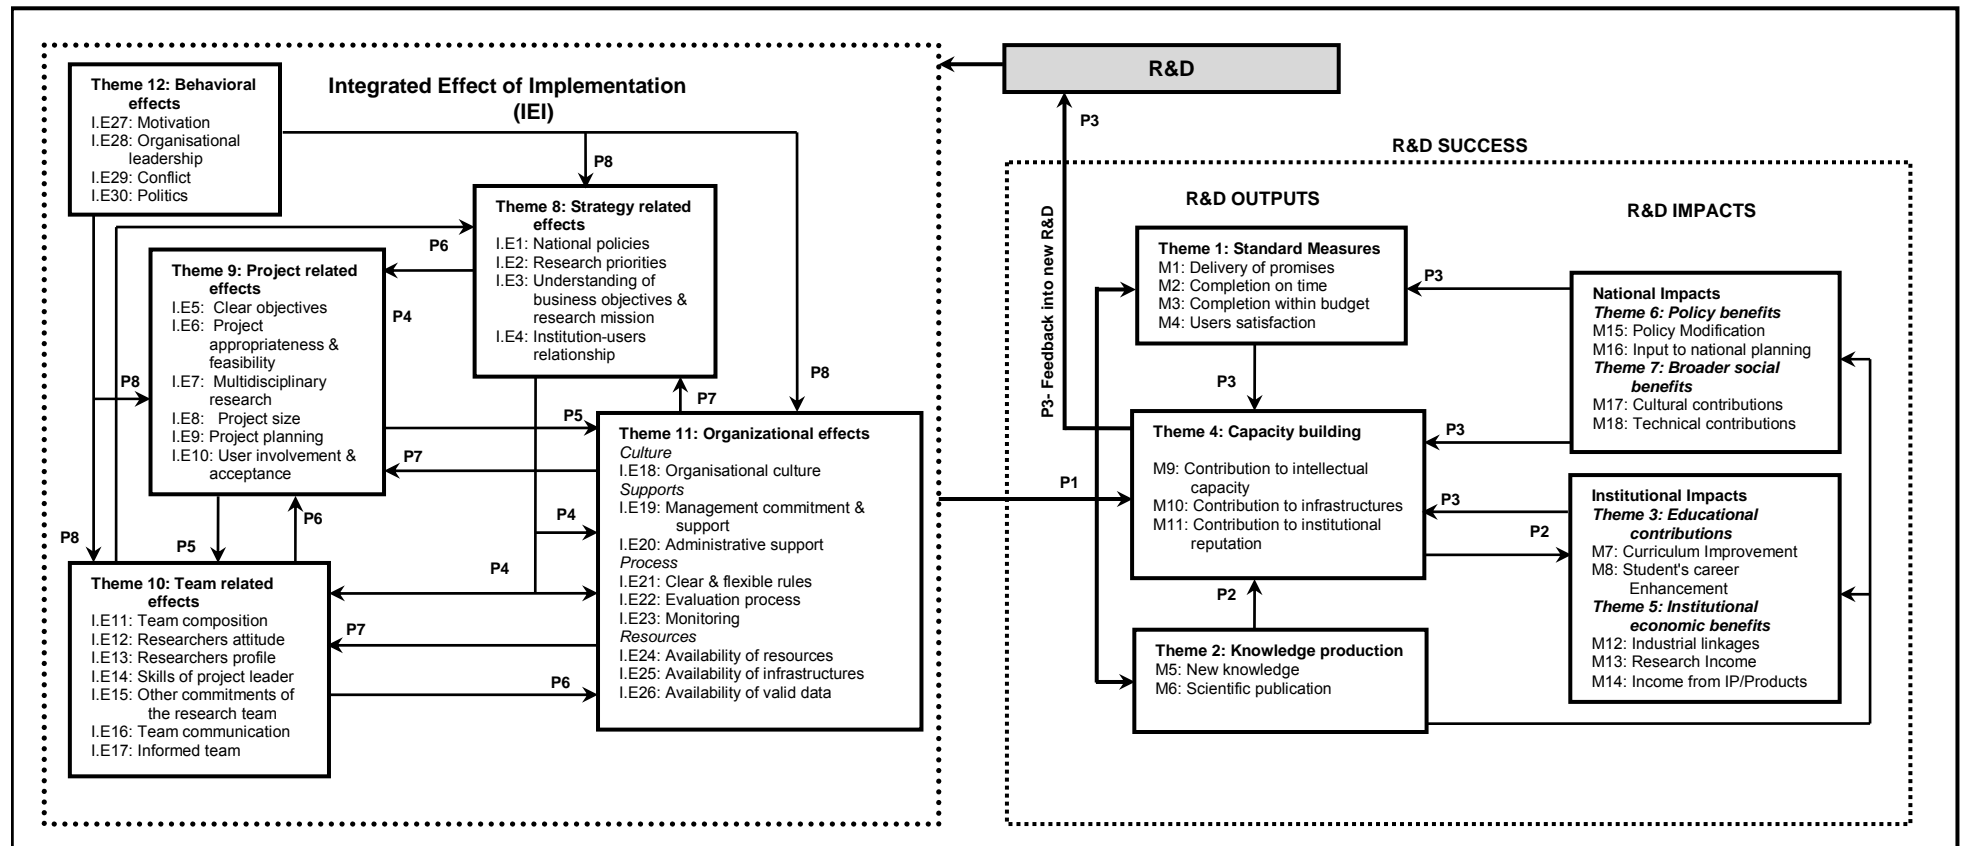 R&D
Integrated Effect of Implementation
(IEI)
Theme 12: Behavioral
effects
I.E27: Motivation
I.E28: Organisational
leadership
I.E29: Conflict
I.E30: Politics
P8
Theme 8: Strategy related
effects
I.E1: National policies
I.E2: Research priorities
I.E3: Understanding of
business objectives &
research mission
I.E4: Institution-users
relationship
P6
P4
P8
Theme 9: Project related
effects
I.E5: Clear objectives
I.E6: Project
appropriateness &
feasibility
I.E7: Multidisciplinary
research
I.E8: Project size
I.E9: Project planning
I.E10: User involvement &
acceptance
P8
P7
P5
P7
Theme 11: Organizational effects
Culture
I.E18: Organisational culture
Supports
I.E19: Management commitment &
support
I.E20: Administrative support
Process
I.E21: Clear & flexible rules
I.E22: Evaluation process
I.E23: Monitoring
Resources
I.E24: Availability of resources
I.E25: Availability of infrastructures
I.E26: Availability of valid data
P4
P6
P8
P5
P4
P7
P6
Theme 10: Team related
effects
I.E11: Team composition
I.E12: Researchers attitude
I.E13: Researchers profile
I.E14: Skills of project leader
I.E15: Other commitments of
the research team
I.E16: Team communication
I.E17: Informed team
P1
P3
P3- Feedback into new R&D
R&D SUCCESS
R&D OUTPUTS
R&D IMPACTS
Theme 1: Standard Measures
M1: Delivery of promises
M2: Completion on time
M3: Completion within budget
M4: Users satisfaction
P3
P3
Theme 4: Capacity building
M9: Contribution to intellectual
capacity
M10: Contribution to infrastructures
M11: Contribution to institutional
reputation
P3
P3
P2
P2
Theme 2: Knowledge production
M5: New knowledge
M6: Scientific publication
National Impacts
Theme 6: Policy benefits
M15: Policy Modification
M16: Input to national planning
Theme 7: Broader social
benefits
M17: Cultural contributions
M18: Technical contributions
Institutional Impacts
Theme 3: Educational
contributions
M7: Curriculum Improvement
M8: Student's career
Enhancement
Theme 5: Institutional
economic benefits
M12: Industrial linkages
M13: Research Income
M14: Income from IP/Products